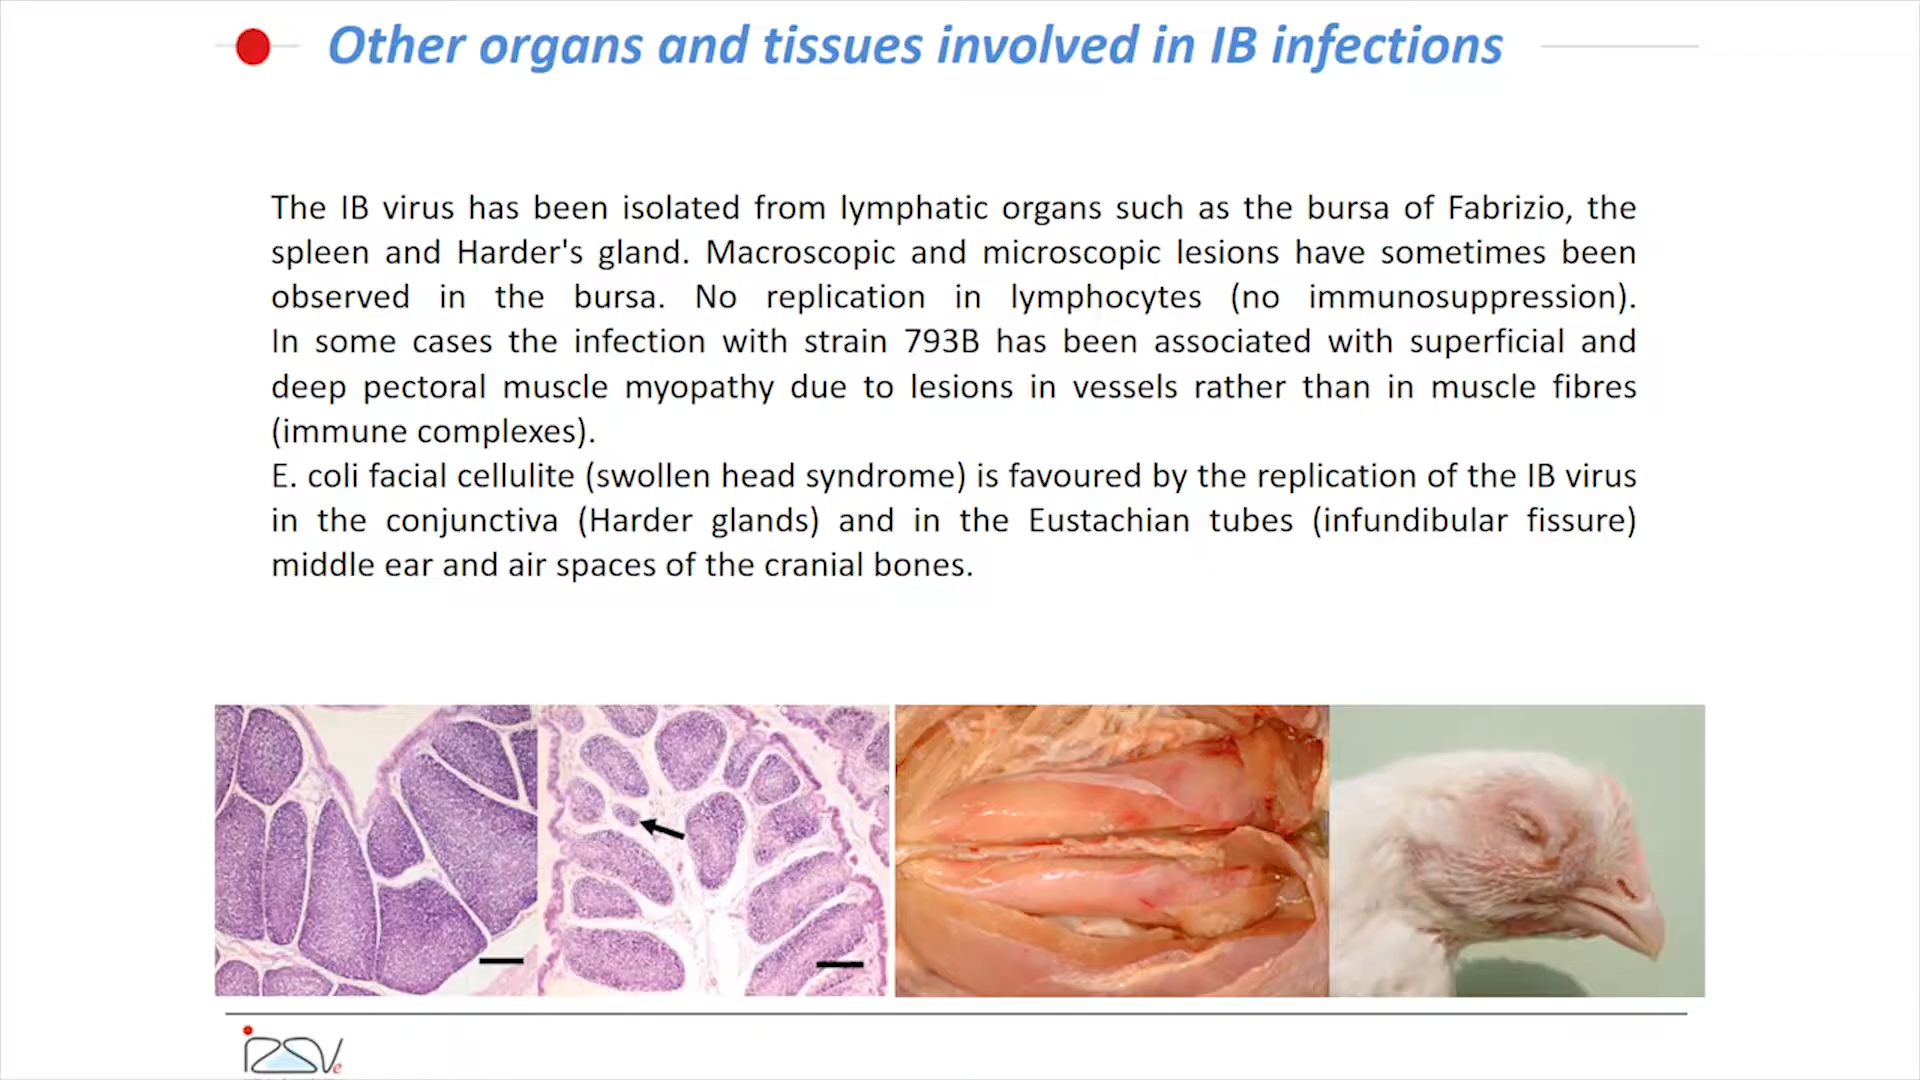 Other organs and tissues involved in IB infections
The IB virus has been isolated from lymphatic organs such as the bursa of Fabrizio, the
spleen and Harder's gland. Macroscopic and microscopic lesions have sometimes been
observed in the bursa. No replication in lymphocytes (no immunosuppression).
In some cases the infection with strain 793B has been associated with superficial and
deep pectoral muscle myopathy due to lesions in vessels rather than in muscle fibres
(immune complexes).
E. coli facial cellulite (swollen head syndrome) is favoured by the replication of the IB virus
in the conjunctiva (Harder glands) and in the Eustachian tubes (infundibular fissure)
middle ear and air spaces of the cranial bones.
IZSVe